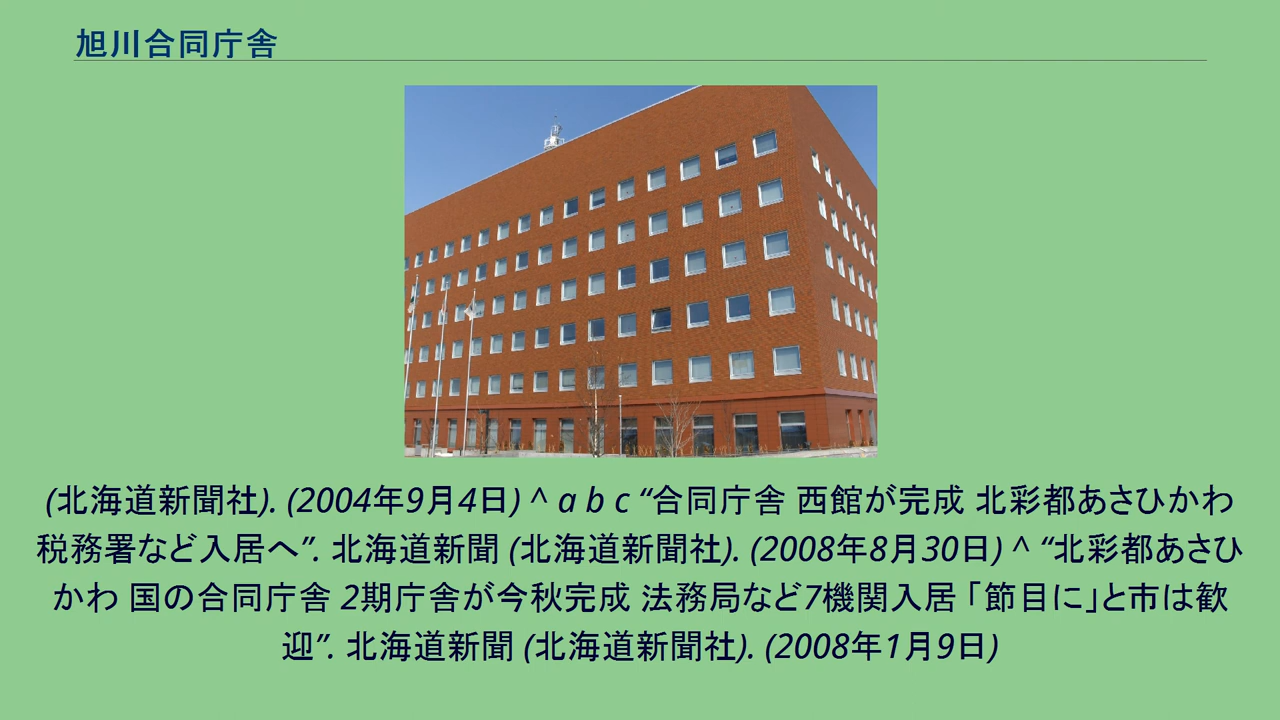 旭川合同庁舎
(北海道新聞社). (2004年9月4日) ^ a b c “合同庁舎 西館が完成 北彩都あさひかわ
税務署など入居へ”. 北海道新聞 (北海道新聞社). (2008年8月30日) ^ “北彩都あさひ
かわ 国の合同庁舎 2期庁舎が今秋完成 法務局など7機関入居 「節目に」と市は歓
迎”. 北海道新聞 (北海道新聞社). (2008年1月9日)